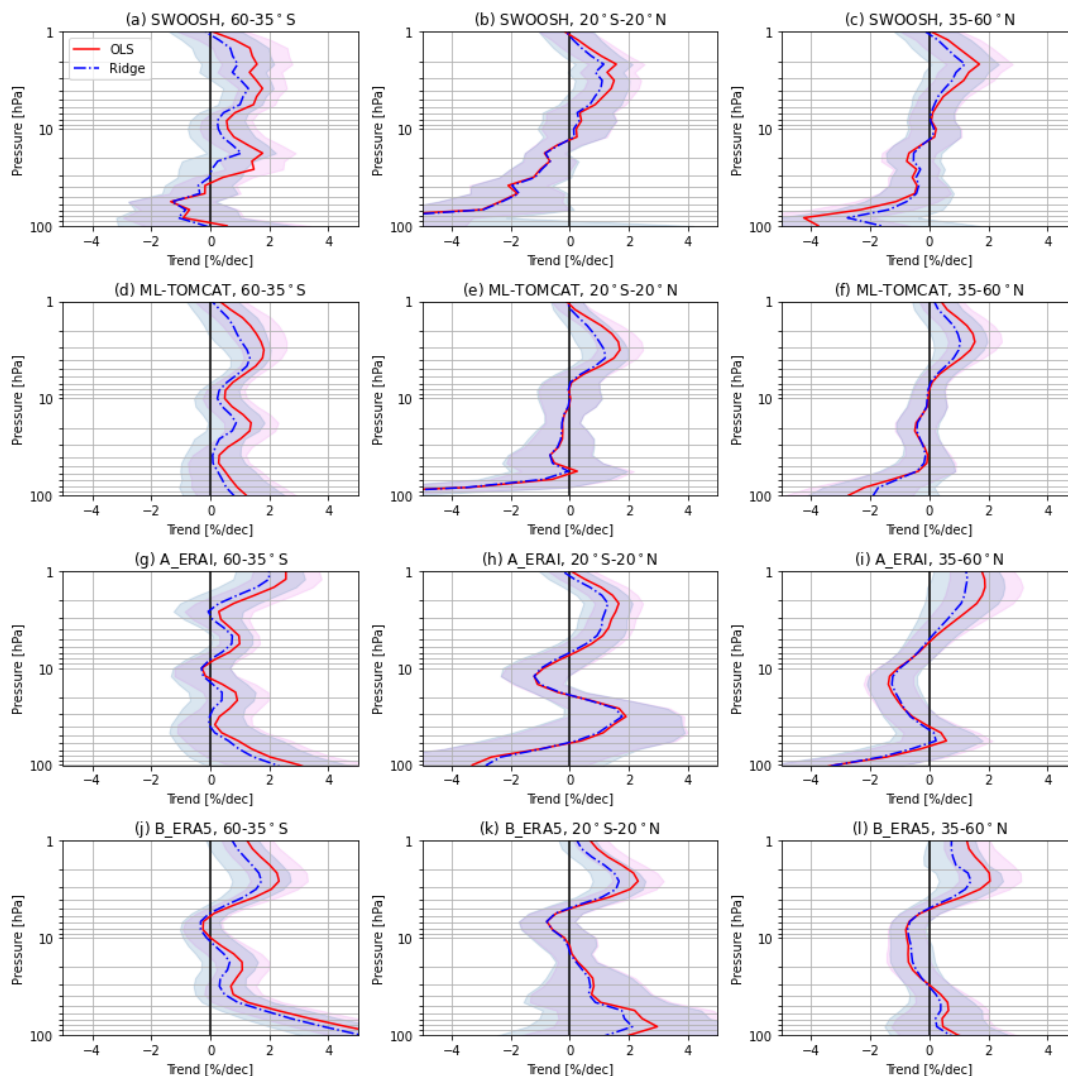 (a) SWOOSH, 60-35°S
(b) SWOOSH, 20°S-20°N
(c) SWOOSH, 35-60°N
OLS
Ridge
1
10
100
Pressure [hPa]
−4 −2 0 2 4
Trend [%/dec]
1
10
100
Pressure [hPa]
−4 −2 0 2 4
Trend [%/dec]
1
10
100
Pressure [hPa]
−4 −2 0 2 4
Trend [%/dec]
(d) ML-TOMCAT, 60-35°S
(e) ML-TOMCAT, 20°S-20°N
(f) ML-TOMCAT, 35-60°N
1
10
100
Pressure [hPa]
−4 −2 0 2 4
Trend [%/dec]
1
10
100
Pressure [hPa]
−4 −2 0 2 4
Trend [%/dec]
1
10
100
Pressure [hPa]
−4 −2 0 2 4
Trend [%/dec]
(g) A_ERAI, 60-35°S
(h) A_ERAI, 20°S-20°N
(i) A_ERAI, 35-60°N
1
10
100
Pressure [hPa]
−4 −2 0 2 4
Trend [%/dec]
1
10
100
Pressure [hPa]
−4 −2 0 2 4
Trend [%/dec]
1
10
100
Pressure [hPa]
−4 −2 0 2 4
Trend [%/dec]
(j) B_ERA5, 60-35°S
(k) B_ERA5, 20°S-20°N
(l) B_ERA5, 35-60°N
1
10
100
Pressure [hPa]
−4 −2 0 2 4
Trend [%/dec]
1
10
100
Pressure [hPa]
−4 −2 0 2 4
Trend [%/dec]
1
10
100
Pressure [hPa]
−4 −2 0 2 4
Trend [%/dec]